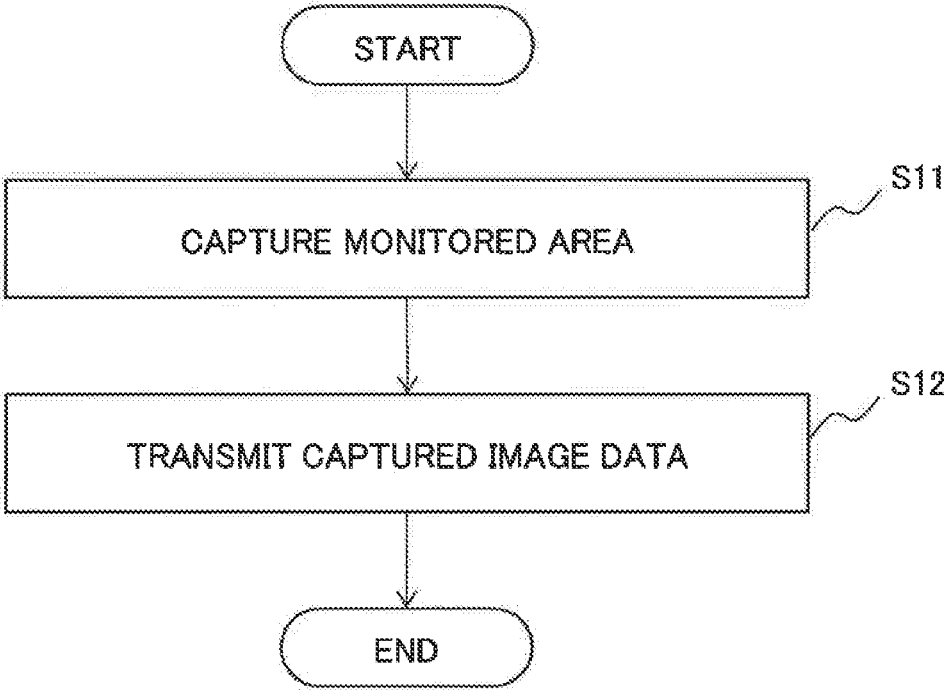 START
S11
CAPTURE MONITORED AREA
S12
TRANSMIT CAPTURED IMAGE DATA
END